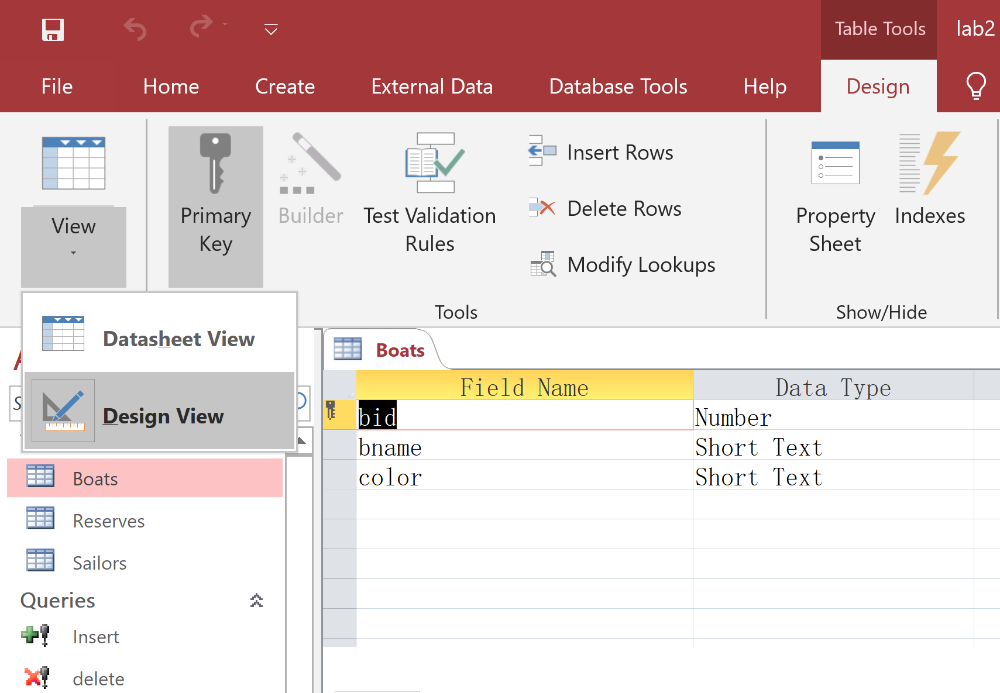 Table Tools lab2
File Home Create External Data Database Tools Help Design
View
Primary Key
Builder
Test Validation Rules
Insert Rows
Delete Rows
Modify Lookups
Tools
Property Sheet
Indexes
Show/Hide
Datasheet View
Design View
Boats
Reserves
Sailors
Queries
Insert
delete
Boats
Field Name Data Type
bid Number
bname Short Text
color Short Text